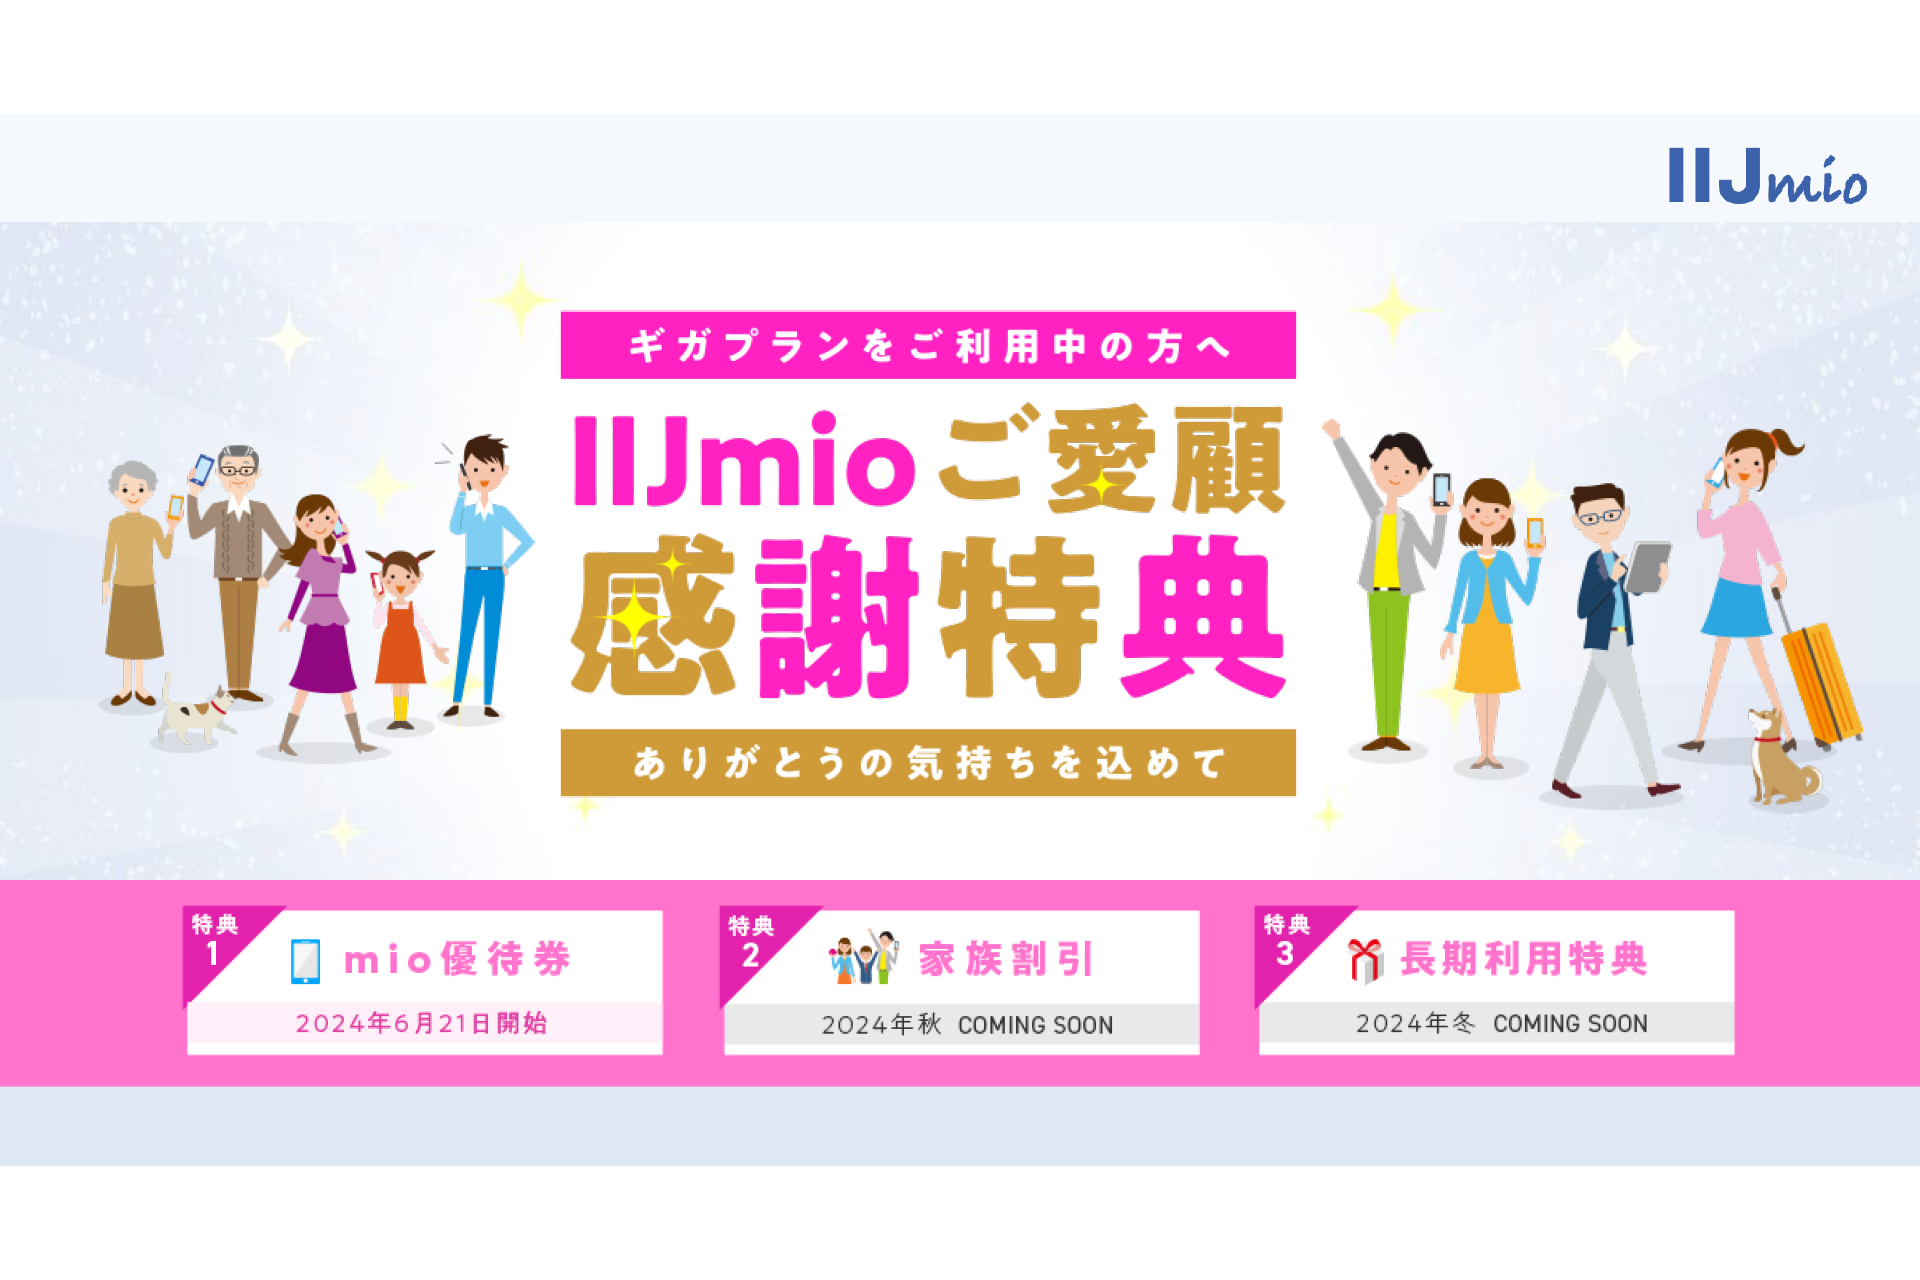 IIJmio
ギガプランをご利用中の方へ
IIJmioご愛顧
感謝特典
ありがとうの気持ちを込めて
特典
1
mio優待券
2024年6月21日開始
特典
2
家族割引
2024年秋 COMING SOON
特典
3
長期利用特典
2024年冬 COMING SOON